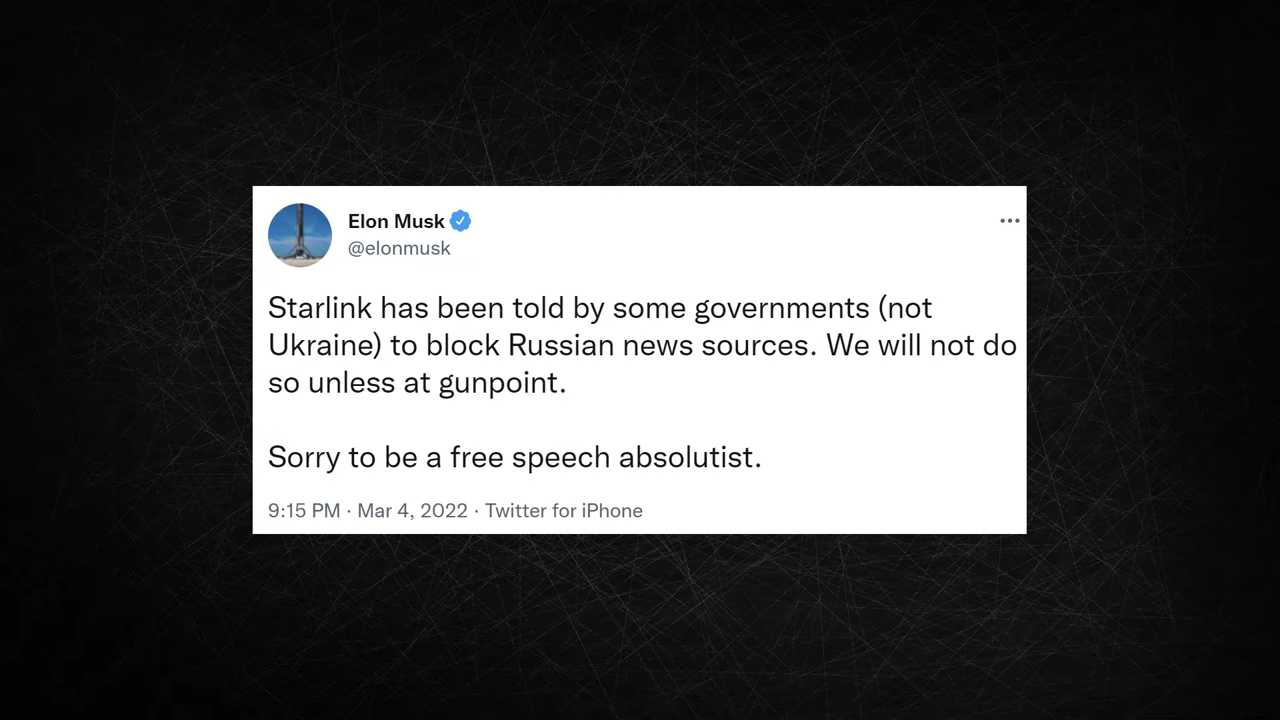 Elon Musk
@elonmusk
Starlink has been told by some governments (not
Ukraine) to block Russian news sources. We will not do
so unless at gunpoint.
Sorry to be a free speech absolutist.
9:15 PM · Mar 4, 2022 · Twitter for iPhone